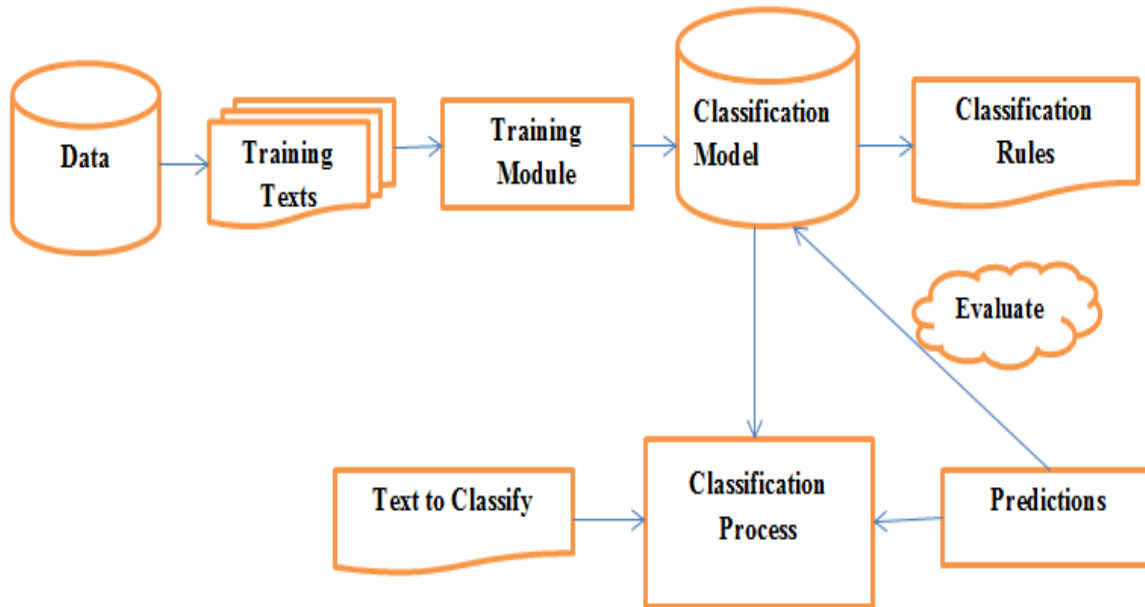 Data
Training
Texts
Training
Module
Classification
Model
Classification
Rules
Evaluate
Text to Classify
Classification
Process
Predictions